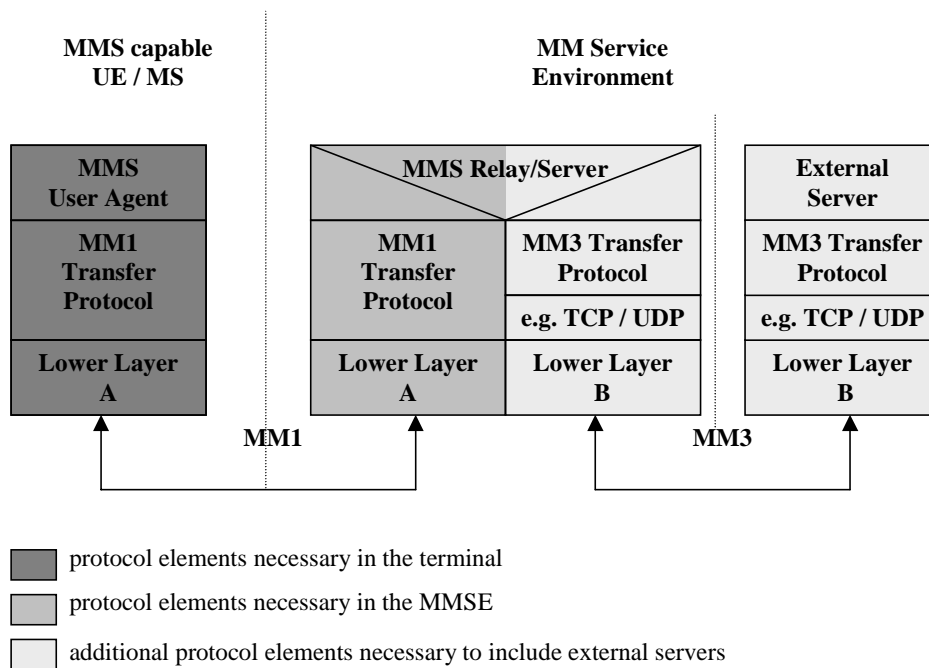 MMS capable
UE / MS
MM Service
Environment
MMS
User Agent
MMS Relay/Server
External
Server
MM1
Transfer
Protocol
MM1
Transfer
Protocol
MM3 Transfer
Protocol
MM3 Transfer
Protocol
e.g. TCP / UDP
e.g. TCP / UDP
Lower Layer
A
Lower Layer
A
Lower Layer
B
Lower Layer
B
MM1
MM3
protocol elements necessary in the terminal
protocol elements necessary in the MMSE
additional protocol elements necessary to include external servers